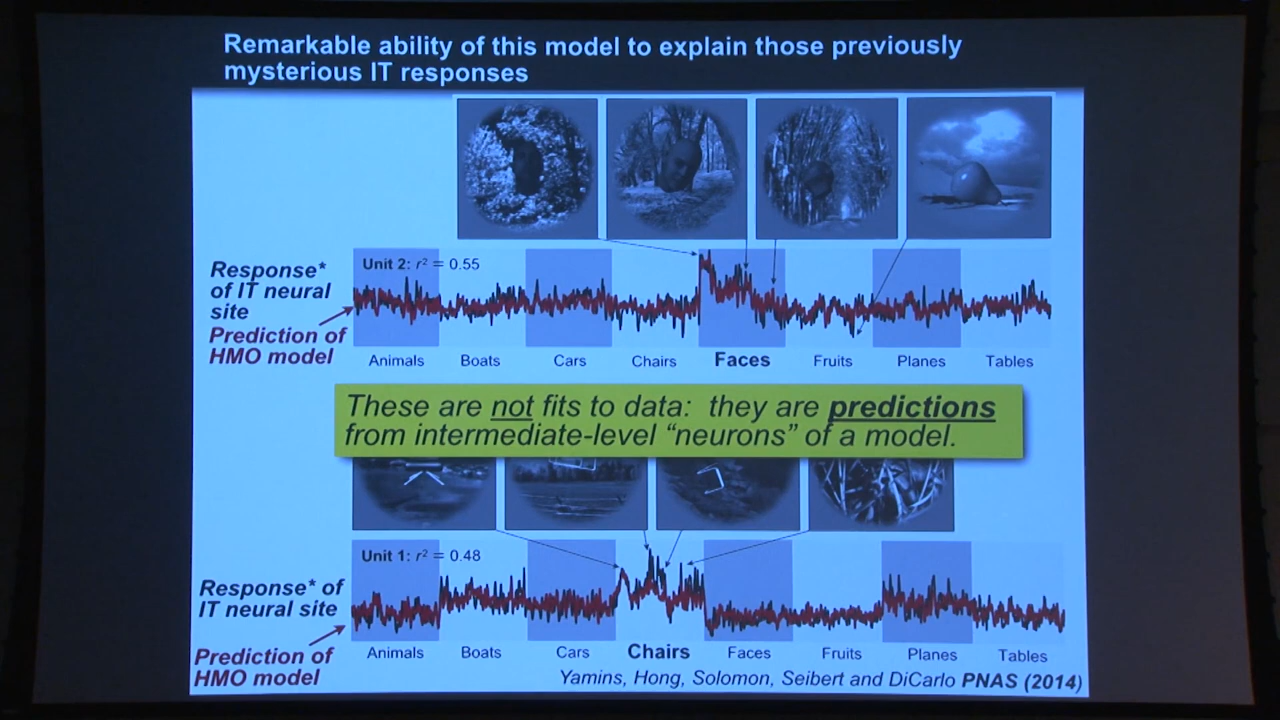 Remarkable ability of this model to explain those previously
mysterious IT responses
Unit 2: r² = 0.55
Response*
of IT neural
site
Prediction of
HMO model
Animals Boats Cars Chairs Faces Fruits Planes Tables
These are not fits to data: they are predictions
from intermediate-level “neurons” of a model.
Unit 1: r² = 0.48
Response* of
IT neural site
Prediction of
HMO model
Animals Boats Cars Chairs Faces Fruits Planes Tables
Yamins, Hong, Solomon, Seibert and DiCarlo PNAS (2014)